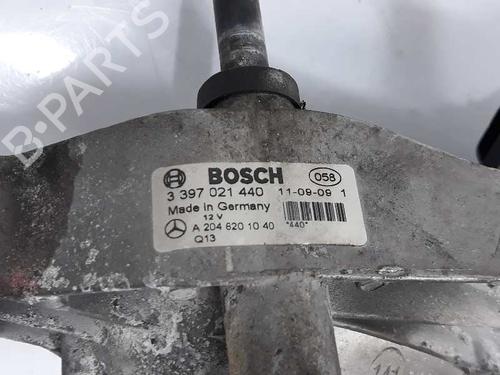 BOSCH 058
3 397 021 440 11-09-09 1
Made in Germany
12 V
A 204 820 10 40 *440*
Q13
B-PARTS
141